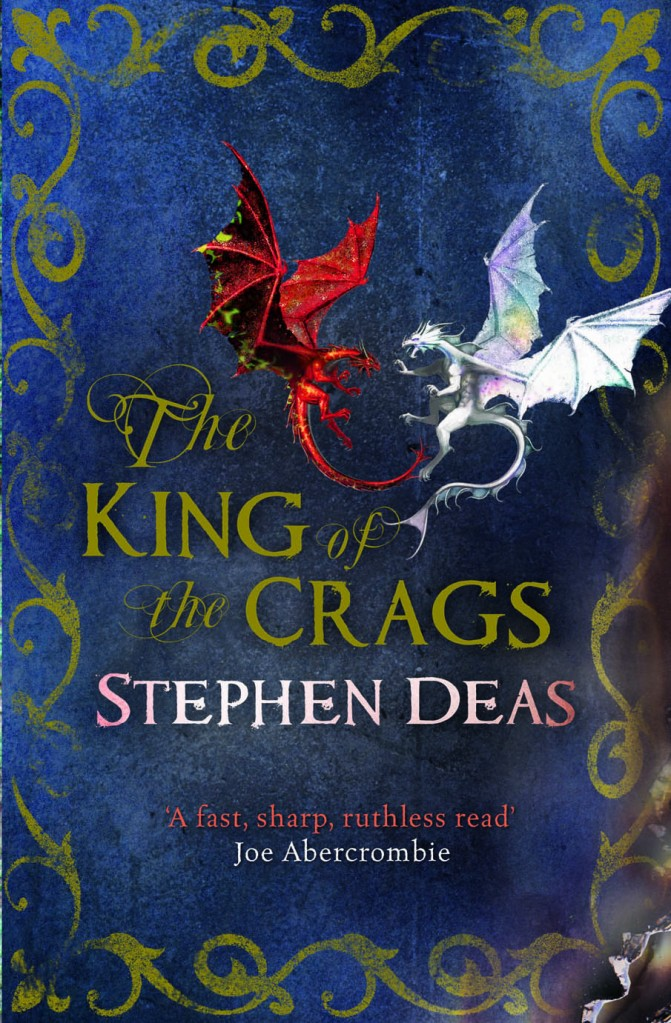 The
KING of
the CRAGS
STEPHEN DEAS
‘A fast, sharp, ruthless read’
Joe Abercrombie